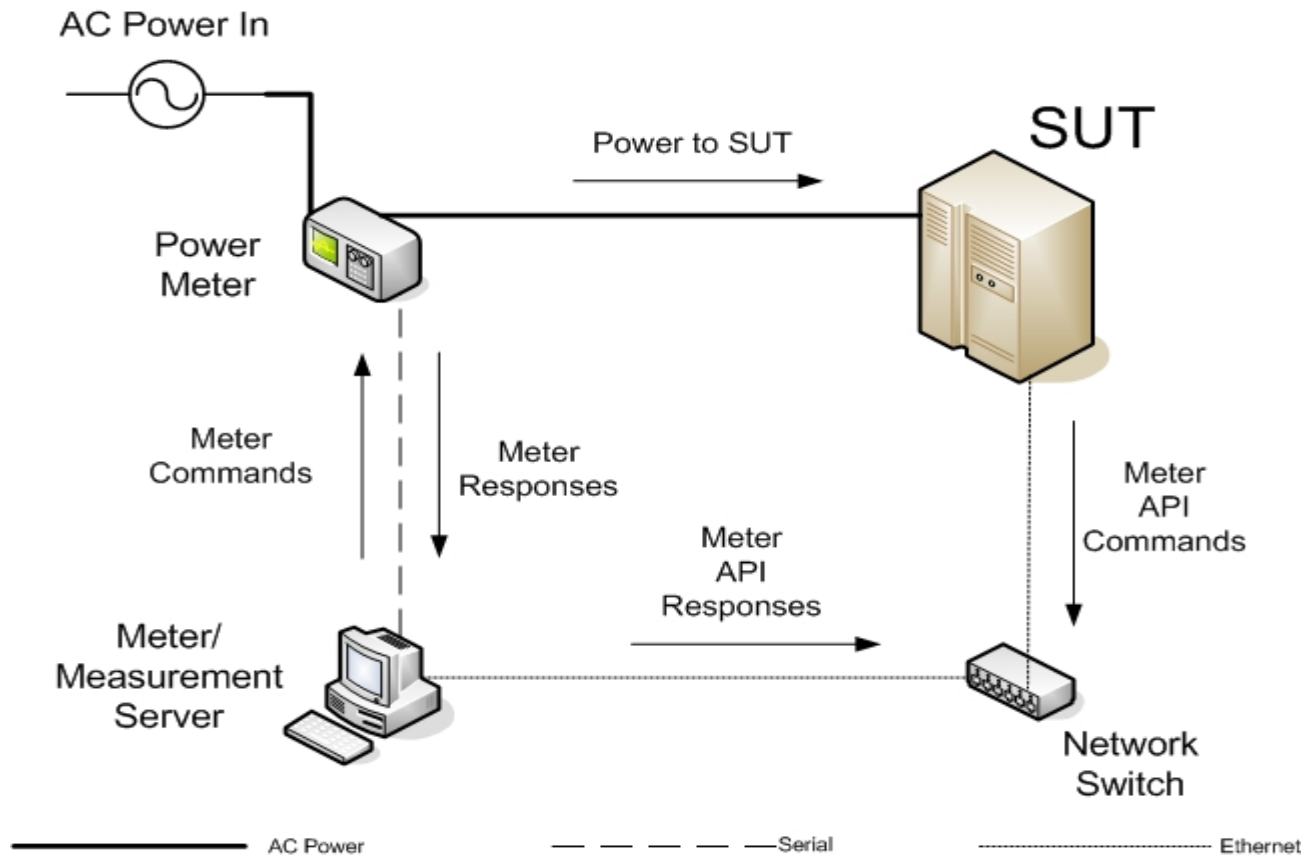 AC Power In
SUT
Power to SUT
Power
Meter
Meter
Commands
Meter
Responses
Meter
API
Commands
Meter
API
Responses
Meter/
Measurement
Server
Network
Switch
AC Power
Serial
Ethernet